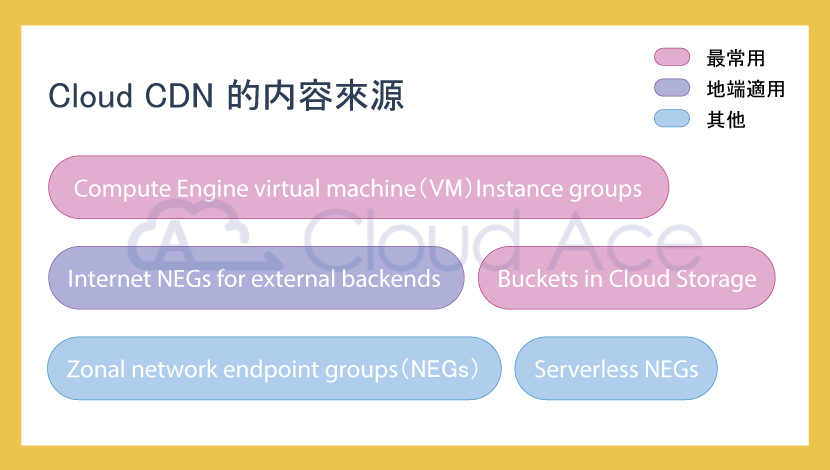 Cloud CDN 的内容來源
最常用
地端適用
其他
Compute Engine virtual machine（VM）Instance groups
Cloud Ace
Internet NEGs for external backends
Buckets in Cloud Storage
Zonal network endpoint groups（NEGs）
Serverless NEGs